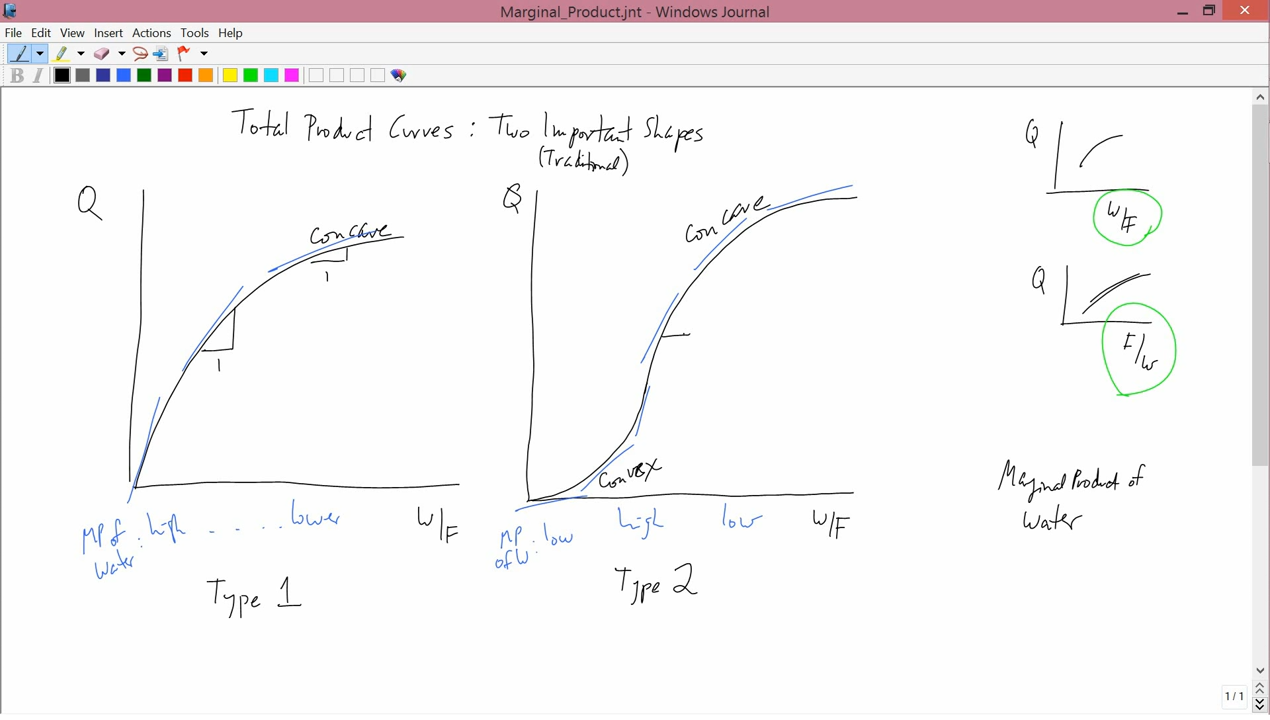 Marginal_Product.jnt - Windows Journal
File Edit View Insert Actions Tools Help
B I
Total Product Curves : Two Important Shapes
(Traditional)
Q
concave
1
1
MP of
Water : high - - . . . lower
W/F
Type 1
Q
concave
convex
MP
of W : low high low
W/F
Type 2
Q
W/F
Q
F/W
Marginal Product of
Water
1 / 1